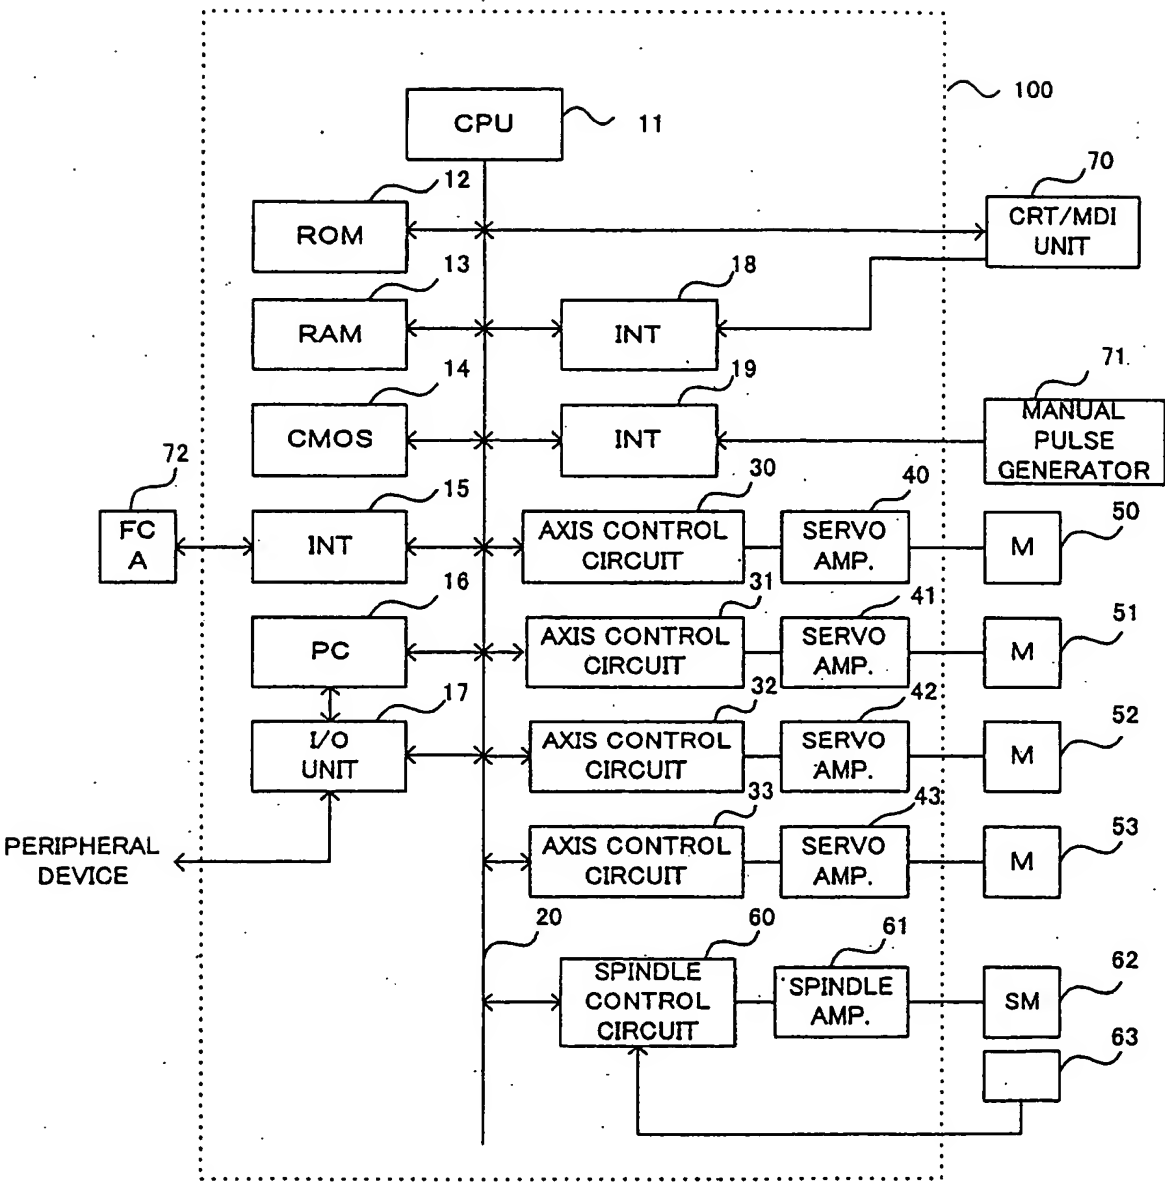 100
CPU
11
12
70
ROM
CRT/MDI
UNIT
13
18
RAM
INT
14
19
71
CMOS
INT
MANUAL
PULSE
GENERATOR
72
15
30
40
50
FC
A
INT
AXIS CONTROL
CIRCUIT
SERVO
AMP.
M
16
31
41
51
PC
AXIS CONTROL
CIRCUIT
SERVO
AMP.
M
17
32
42
52
I/O
UNIT
AXIS CONTROL
CIRCUIT
SERVO
AMP.
M
33
43
53
PERIPHERAL
DEVICE
AXIS CONTROL
CIRCUIT
SERVO
AMP.
M
20
60
61
62
SPINDLE
CONTROL
CIRCUIT
SPINDLE
AMP.
SM
63